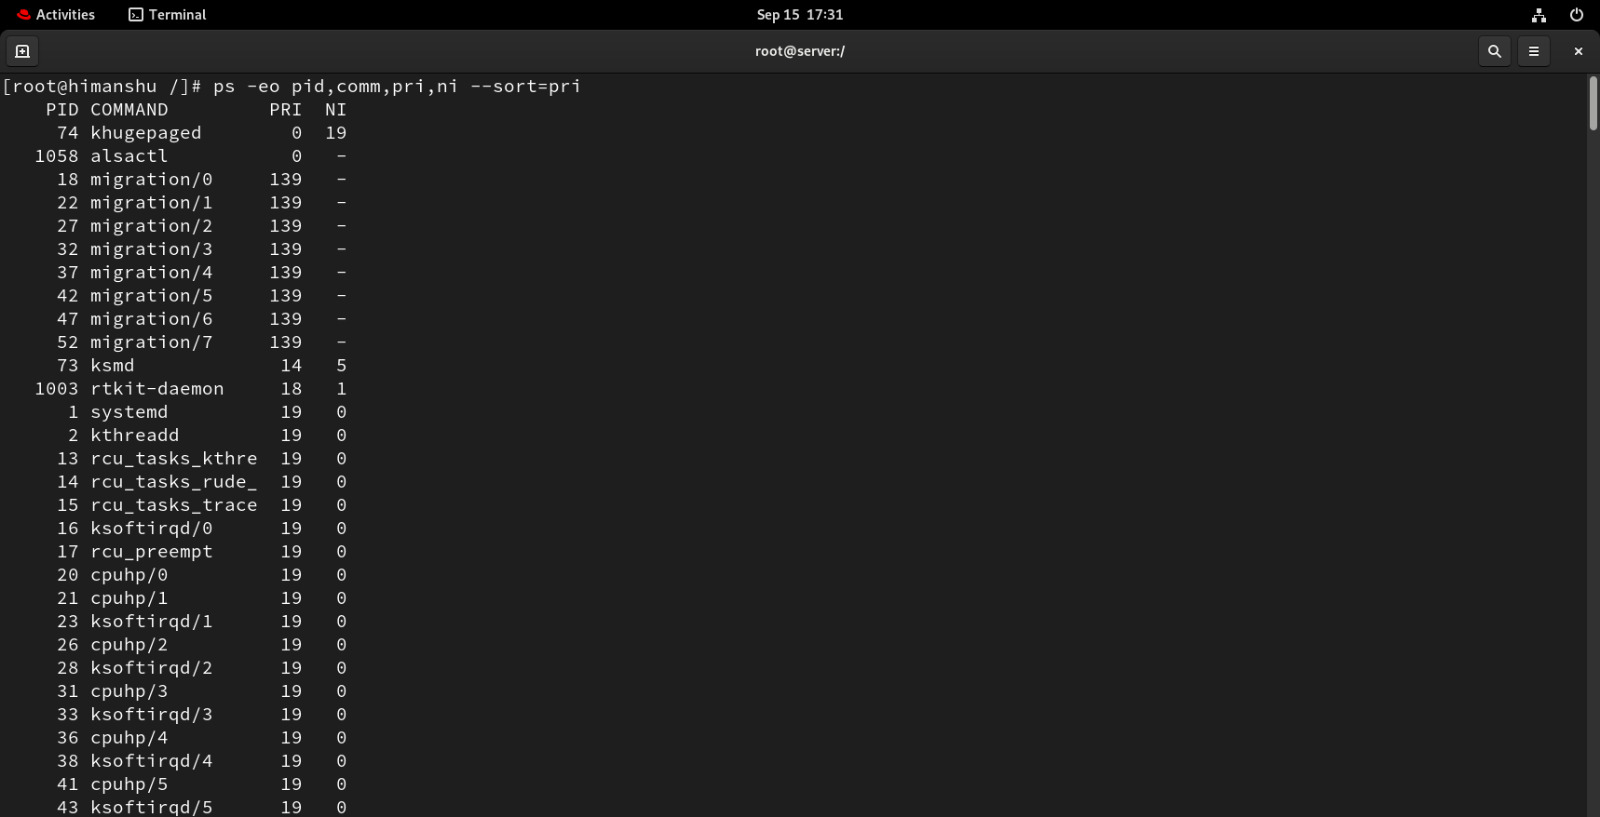 Activities Terminal Sep 15 17:31
root@server:/
[root@himanshu /]# ps -eo pid,comm,pri,ni --sort=pri
PID COMMAND PRI NI
74 khugepaged 0 19
1058 alsactl 0 -
18 migration/0 139 -
22 migration/1 139 -
27 migration/2 139 -
32 migration/3 139 -
37 migration/4 139 -
42 migration/5 139 -
47 migration/6 139 -
52 migration/7 139 -
73 ksmd 14 5
1003 rtkit-daemon 18 1
1 systemd 19 0
2 kthreadd 19 0
13 rcu_tasks_kthre 19 0
14 rcu_tasks_rude_ 19 0
15 rcu_tasks_trace 19 0
16 ksoftirqd/0 19 0
17 rcu_preempt 19 0
20 cpuhp/0 19 0
21 cpuhp/1 19 0
23 ksoftirqd/1 19 0
26 cpuhp/2 19 0
28 ksoftirqd/2 19 0
31 cpuhp/3 19 0
33 ksoftirqd/3 19 0
36 cpuhp/4 19 0
38 ksoftirqd/4 19 0
41 cpuhp/5 19 0
43 ksoftirqd/5 19 0